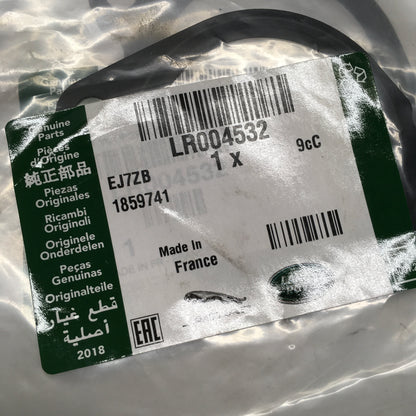 Genuine
Parts
Pièces
d'Origine
純正部品
Piezas
Originales
Ricambi
Originali
Originele
Onderdelen
Peças
Genuinas
Originalteile
قطع غيار
أصلية
2018
LR004532
1 x
9cC
EJ7ZB
1859741
Made In
France
EAC